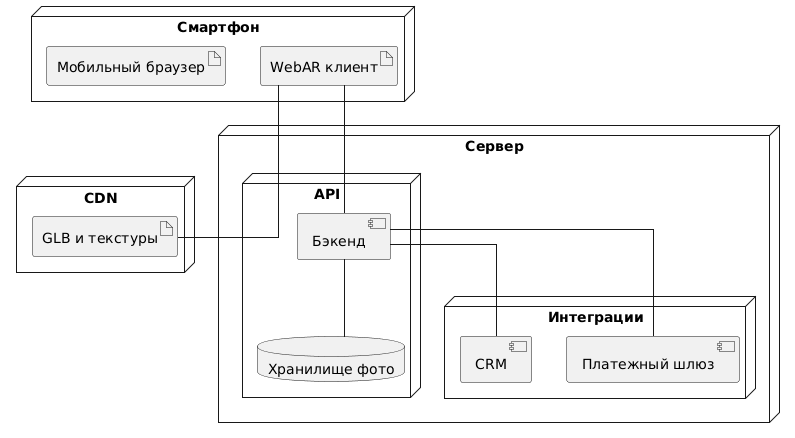 Смартфон
Мобильный браузер
WebAR клиент
Сервер
CDN
GLB и текстуры
API
Бэкенд
Хранилище фото
Интеграции
CRM
Платежный шлюз